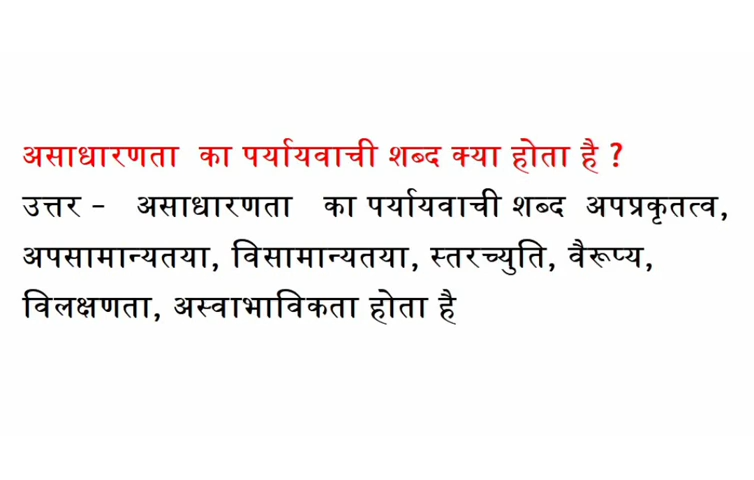 असाधारणता का पर्यायवाची शब्द क्या होता है ?
उत्तर - असाधारणता का पर्यायवाची शब्द अपप्रकृतत्व,
अपसामान्यतया, विसामान्यतया, स्तरच्युति, वैरूप्य,
विलक्षणता, अस्वाभाविकता होता है